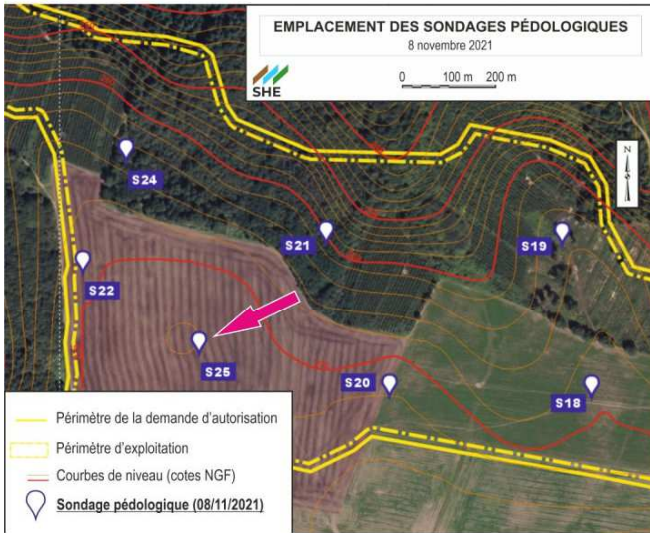 EMPLACEMENT DES SONDAGES PÉDOLOGIQUES
8 novembre 2021
SHE
0 100 m 200 m
N
S24
S21
S19
S22
S25
S20
S18
Périmètre de la demande d'autorisation
Périmètre d'exploitation
Courbes de niveau (cotes NGF)
Sondage pédologique (08/11/2021)